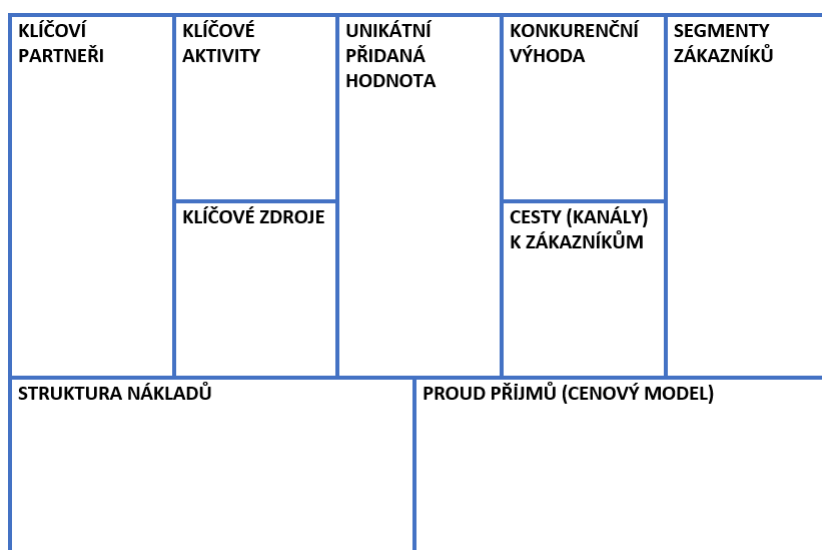 KLÍČOVÍ
PARTNEŘI
KLÍČOVÉ
AKTIVITY
UNIKÁTNÍ
PŘIDANÁ
HODNOTA
KONKURENČNÍ
VÝHODA
SEGMENTY
ZÁKAZNÍKŮ
KLÍČOVÉ ZDROJE
CESTY (KANÁLY)
K ZÁKAZNÍKŮM
STRUKTURA NÁKLADŮ
PROUD PŘÍJMŮ (CENOVÝ MODEL)